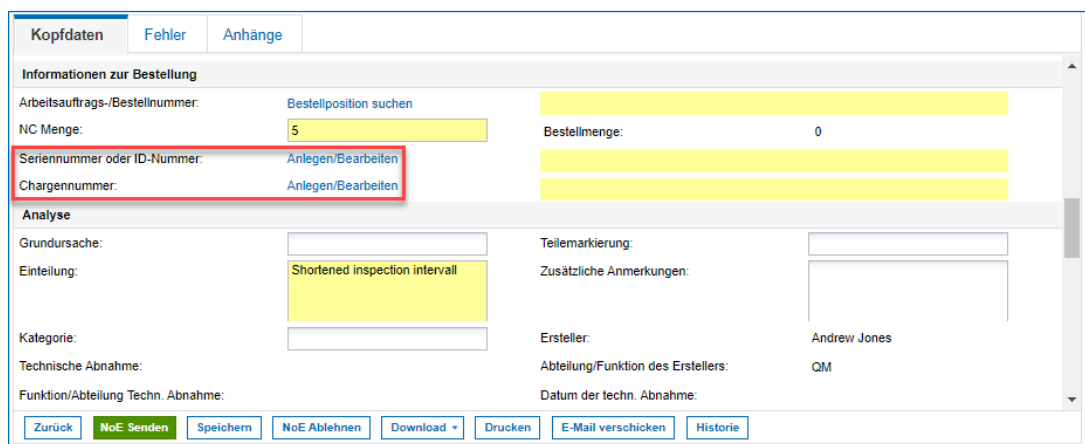 Kopfdaten Fehler Anhänge
Informationen zur Bestellung
Arbeitsauftrags-/Bestellnummer: Bestellposition suchen
NC Menge: 5 Bestellmenge: 0
Seriennummer oder ID-Nummer: Anlegen/Bearbeiten
Chargennummer: Anlegen/Bearbeiten
Analyse
Grundursache: Teilemarkierung:
Einteilung: Shortened inspection intervall Zusätzliche Anmerkungen:
Kategorie: Ersteller: Andrew Jones
Technische Abnahme: Abteilung/Funktion des Erstellers: QM
Funktion/Abteilung Techn. Abnahme: Datum der techn. Abnahme:
Zurück NoE Senden Speichern NoE Ablehnen Download Drucken E-Mail verschicken Historie